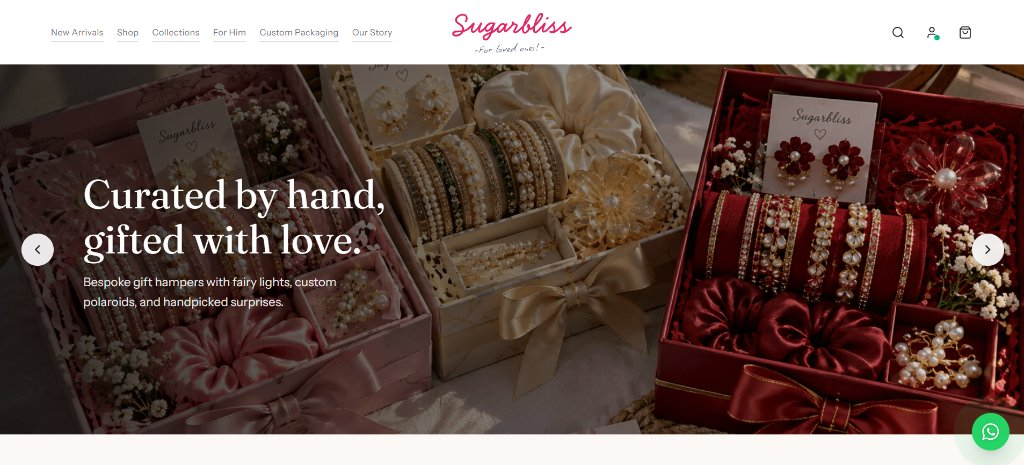 New Arrivals
Shop
Collections
For Him
Custom Packaging
Our Story
Sugarbliss
-For loved ones!-
Sugarbliss
Sugarbliss
Curated by hand,
gifted with love.
Bespoke gift hampers with fairy lights, custom
polaroids, and handpicked surprises.